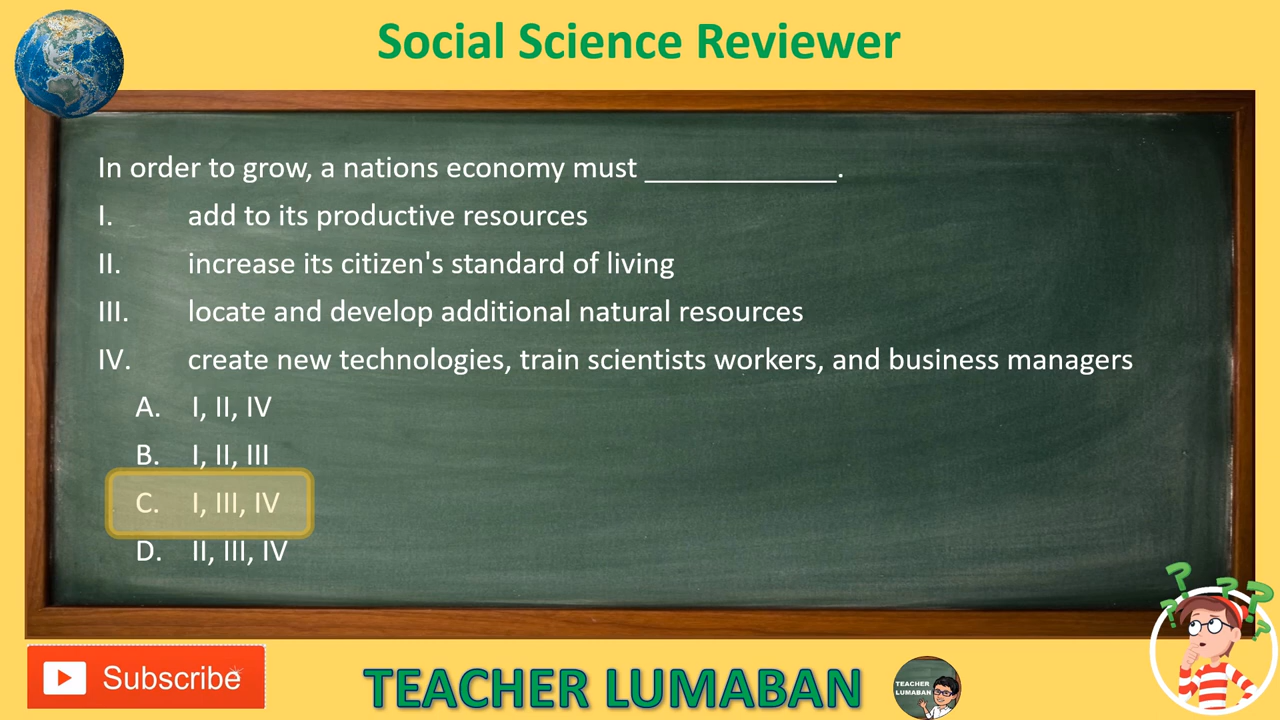 Social Science Reviewer
In order to grow, a nations economy must ____________.
I. add to its productive resources
II. increase its citizen's standard of living
III. locate and develop additional natural resources
IV. create new technologies, train scientists workers, and business managers
A. I, II, IV
B. I, II, III
C. I, III, IV
D. II, III, IV
Subscribe
TEACHER LUMABAN
TEACHER
LUMABAN